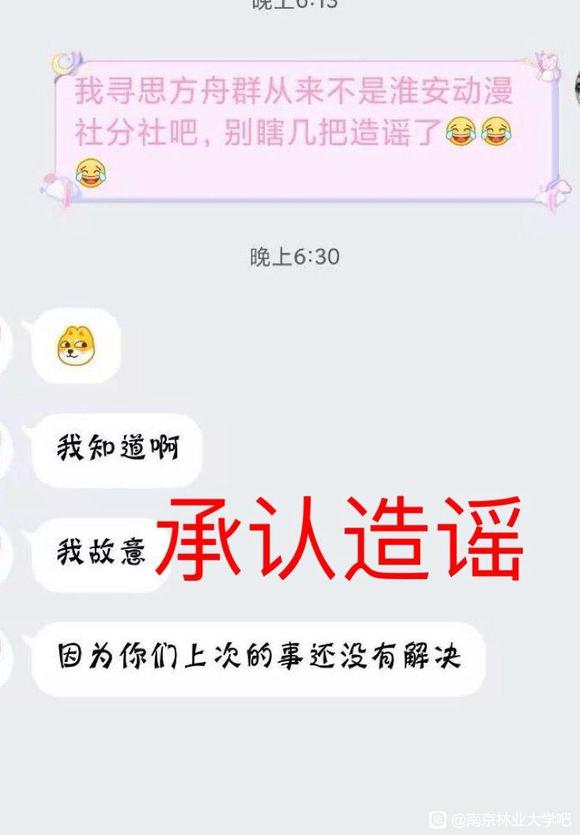 晚上6:13
我寻思方舟群从来不是淮安动漫
社分社吧，别瞎几把造谣了😂😂
😂
晚上6:30
我知道啊
我故意
承认造谣
因为你们上次的事还没有解决
@南京林业大学吧